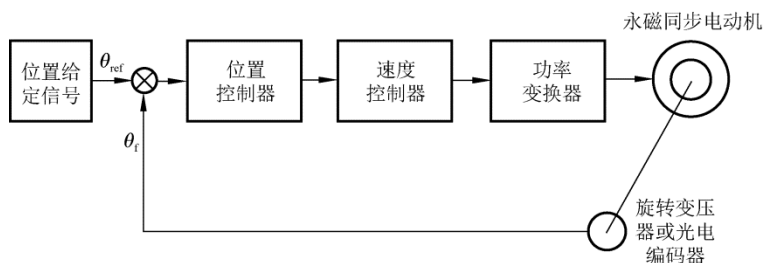 永磁同步电动机
位置给
定信号
θref
位置
控制器
速度
控制器
功率
变换器
θf
旋转变压
器或光电
编码器